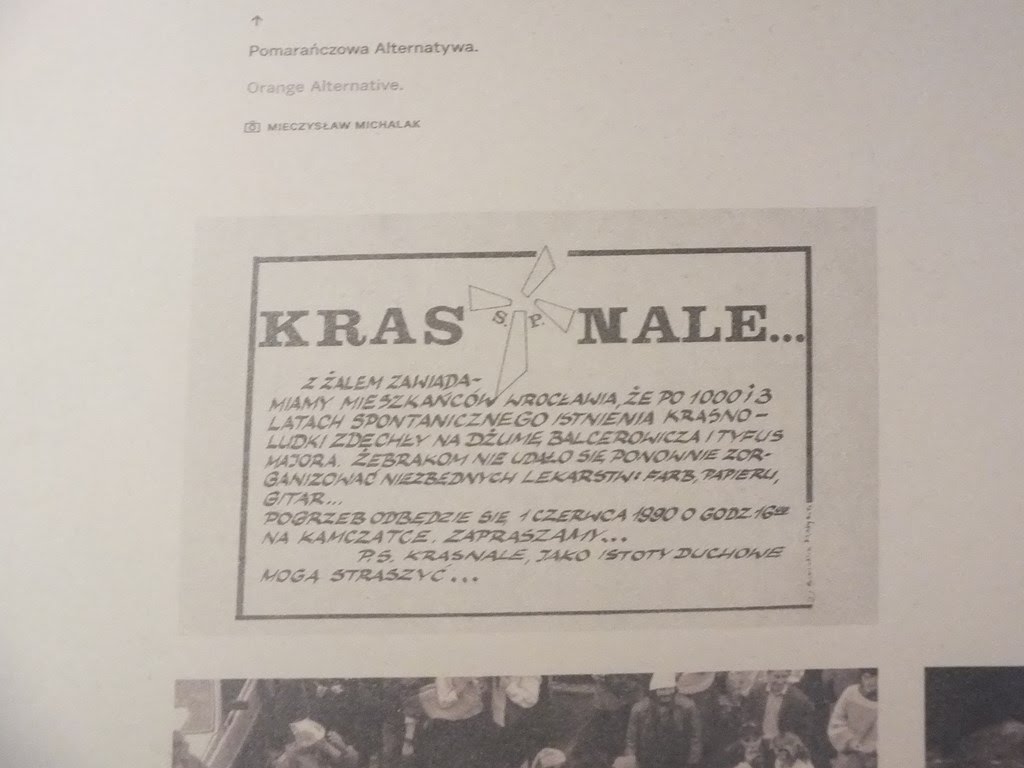 ↑
Pomarańczowa Alternatywa.
Orange Alternative.
MIECZYSŁAW MICHALAK
KRAS Ś. P. NALE...
Z ŻALEM ZAWIADA-
MIAMY MIESZKAŃCÓW WROCŁAWIA, ŻE PO 1000 i 3
LATACH SPONTANICZNEGO ISTNIENIA KRASNO-
LUDKI ZDECHŁY NA DŻUMĘ BALCEROWICZA I TYFUS
MAJORA. ŻEBRAKOM NIE UDAŁO SIĘ PONOWNIE ZOR-
GANIZOWAĆ NIEZBĘDNYCH LEKARSTW: FARB, PAPIERU,
GITAR...
POGRZEB ODBĘDZIE SIĘ 1 CZERWCA 1990 O GODZ. 16⁰⁰
NA KAMCZATCE. ZAPRASZAMY...
P.S. KRASNALE, JAKO ISTOTY DUCHOWE
MOGĄ STRASZYĆ...